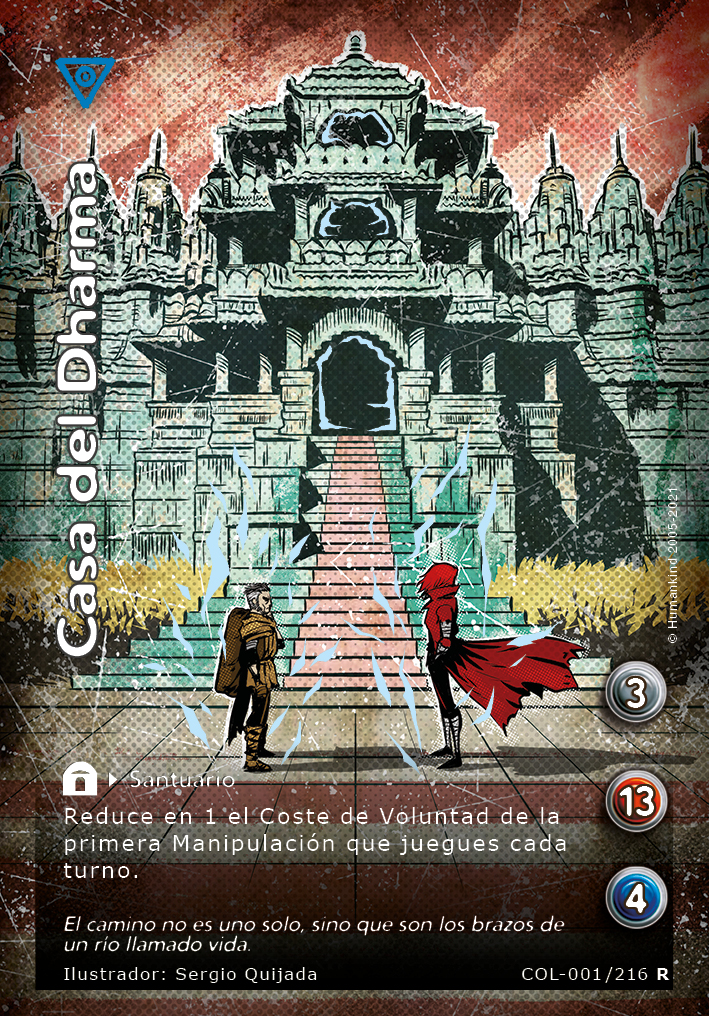 Casa del Dharma
© Humankind 2005-2021
3
Santuario
13
Reduce en 1 el Coste de Voluntad de la
primera Manipulación que juegues cada
turno.
4
El camino no es uno solo, sino que son los brazos de
un río llamado vida.
Ilustrador: Sergio Quijada
COL-001/216 R